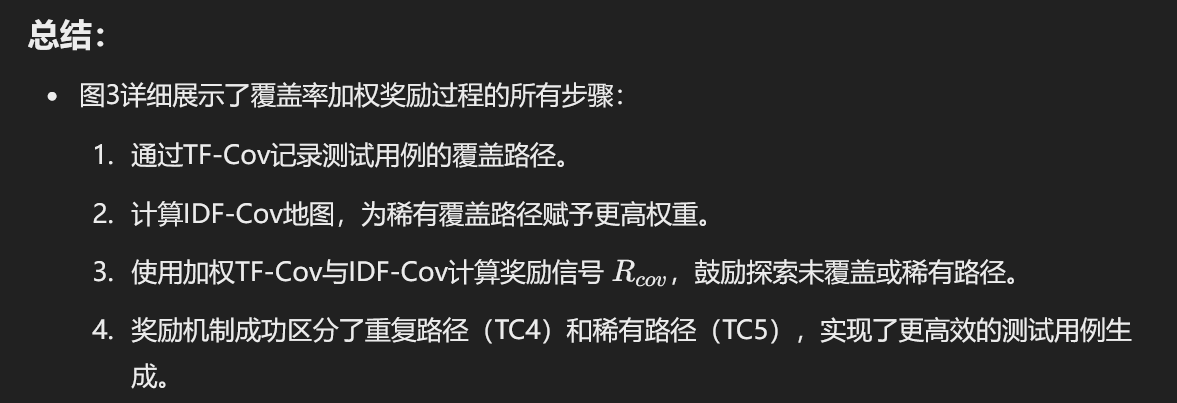 总结：
• 图3详细展示了覆盖率加权奖励过程的所有步骤：
1. 通过TF-Cov记录测试用例的覆盖路径。
2. 计算IDF-Cov地图，为稀有覆盖路径赋予更高权重。
3. 使用加权TF-Cov与IDF-Cov计算奖励信号 R_cov，鼓励探索未覆盖或稀有路径。
4. 奖励机制成功区分了重复路径（TC4）和稀有路径（TC5），实现了更高效的测试用例生
成。